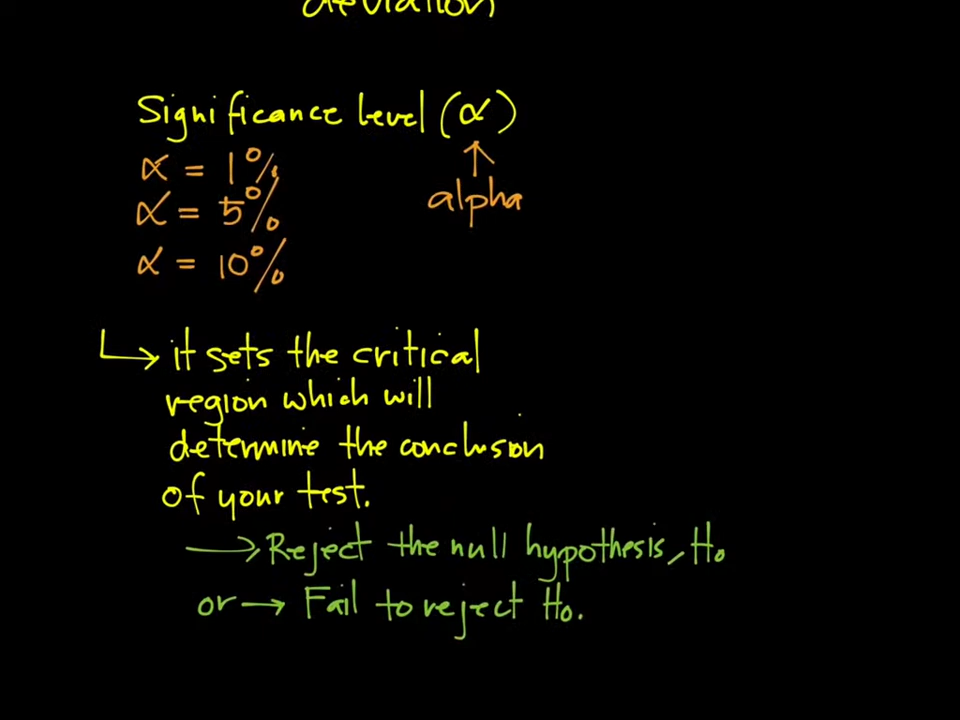 deviation
Significance level (α)
α = 1%
alpha
α = 5%
α = 10%
it sets the critical
region which will
determine the conclusion
of your test.
→ Reject the null hypothesis, Ho
or → Fail to reject Ho.